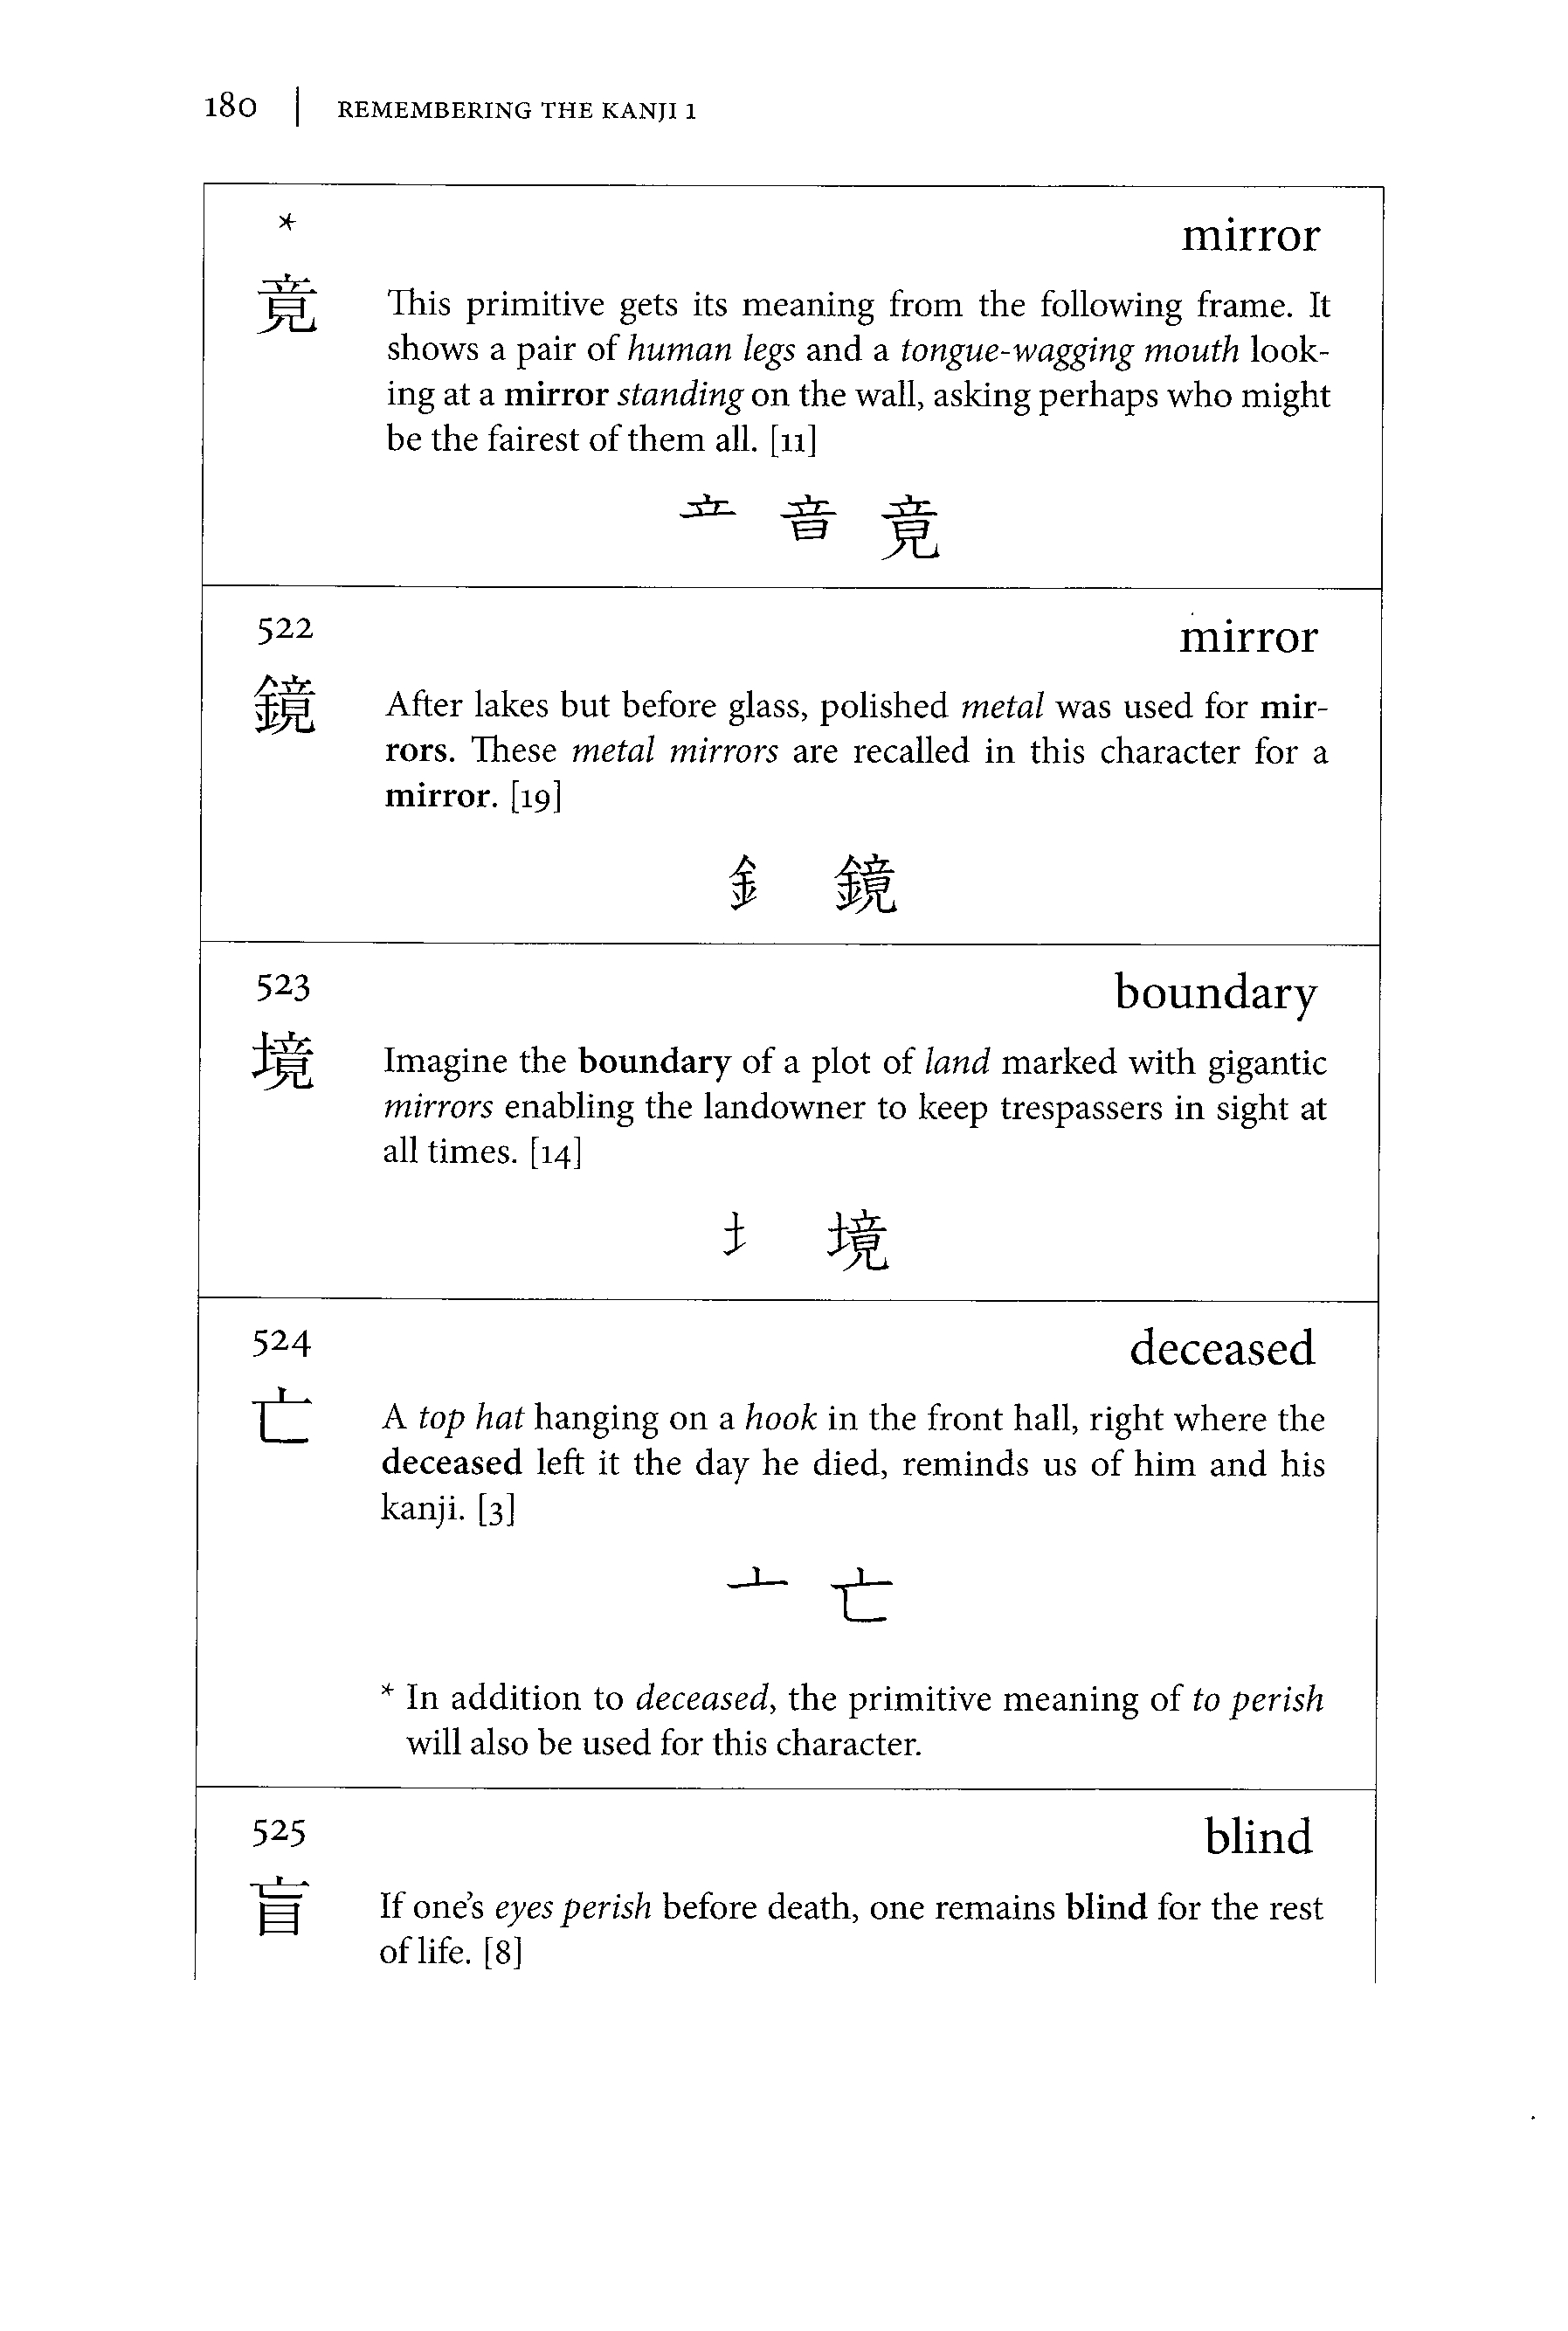 180 | REMEMBERING THE KANJI 1
*
mirror
竟
This primitive gets its meaning from the following frame. It
shows a pair of human legs and a tongue-wagging mouth look-
ing at a mirror standing on the wall, asking perhaps who might
be the fairest of them all. [11]
立 音 竟
522
mirror
鏡
After lakes but before glass, polished metal was used for mir-
rors. These metal mirrors are recalled in this character for a
mirror. [19]
釒 鏡
523
boundary
境
Imagine the boundary of a plot of land marked with gigantic
mirrors enabling the landowner to keep trespassers in sight at
all times. [14]
土 境
524
deceased
亡
A top hat hanging on a hook in the front hall, right where the
deceased left it the day he died, reminds us of him and his
kanji. [3]
亠 亡
* In addition to deceased, the primitive meaning of to perish
will also be used for this character.
525
blind
盲
If one's eyes perish before death, one remains blind for the rest
of life. [8]